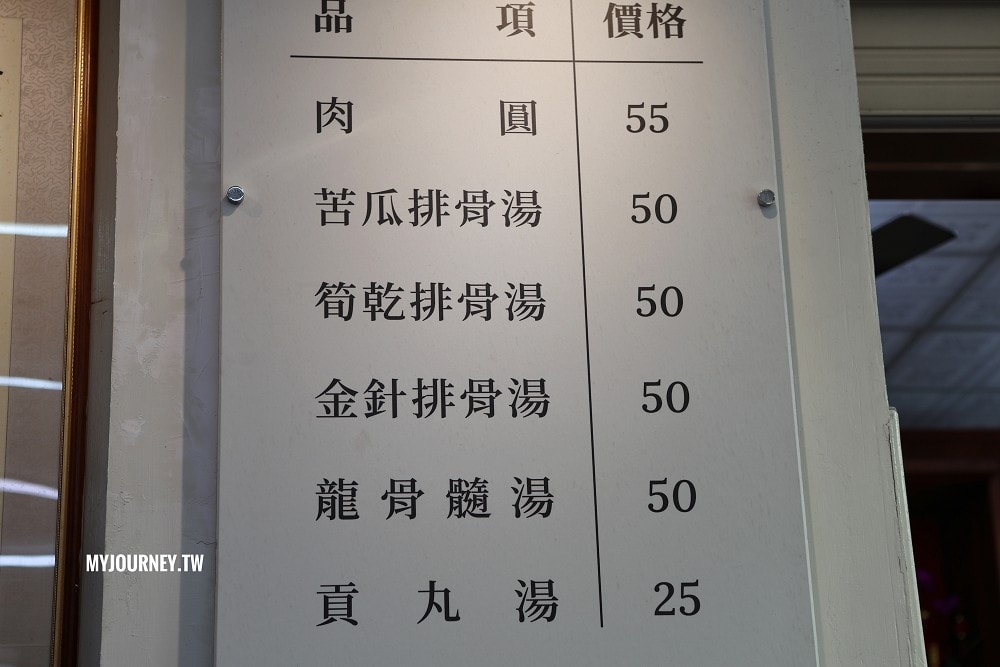 品項 價格
肉圓 55
苦瓜排骨湯 50
筍乾排骨湯 50
金針排骨湯 50
龍骨髓湯 50
貢丸湯 25
MYJOURNEY.TW